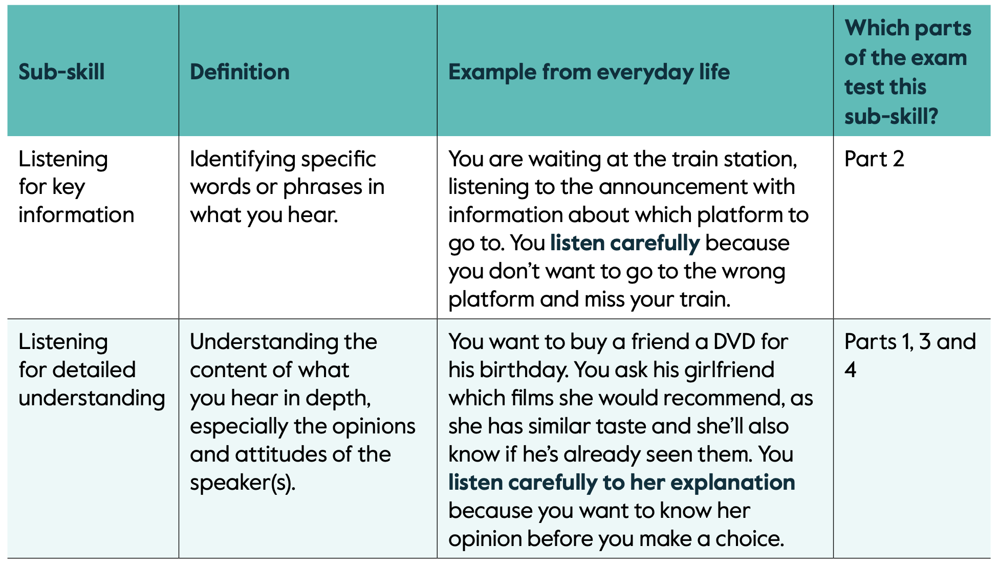 Sub-skill
Definition
Example from everyday life
Which parts
of the exam
test this
sub-skill?
Listening
for key
information
Identifying specific
words or phrases in
what you hear.
You are waiting at the train station,
listening to the announcement with
information about which platform to
go to. You listen carefully because
you don’t want to go to the wrong
platform and miss your train.
Part 2
Listening
for detailed
understanding
Understanding the
content of what
you hear in depth,
especially the opinions
and attitudes of the
speaker(s).
You want to buy a friend a DVD for
his birthday. You ask his girlfriend
which films she would recommend, as
she has similar taste and she’ll also
know if he’s already seen them. You
listen carefully to her explanation
because you want to know her
opinion before you make a choice.
Parts 1, 3 and
4